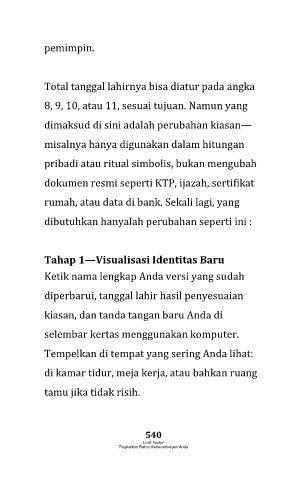 pemimpin.
Total tanggal lahirnya bisa diatur pada angka
8, 9, 10, atau 11, sesuai tujuan. Namun yang
dimaksud di sini adalah perubahan kiasan—
misalnya hanya digunakan dalam hitungan
pribadi atau ritual simbolis, bukan mengubah
dokumen resmi seperti KTP, ijazah, sertifikat
rumah, atau data di bank. Sekali lagi, yang
dibutuhkan hanyalah perubahan seperti ini :
Tahap 1—Visualisasi Identitas Baru
Ketik nama lengkap Anda versi yang sudah
diperbarui, tanggal lahir hasil penyesuaian
kiasan, dan tanda tangan baru Anda di
selembar kertas menggunakan komputer.
Tempelkan di tempat yang sering Anda lihat:
di kamar tidur, meja kerja, atau bahkan ruang
tamu jika tidak risih.
540
Luck Factor
Tingkatkan Faktor Keberuntungan Anda